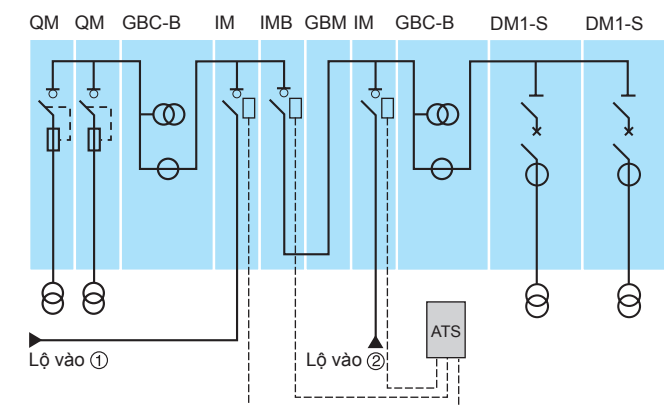 QM QM GBC-B IM IMB GBM IM GBC-B DM1-S DM1-S
ATS
Lộ vào ① Lộ vào ②